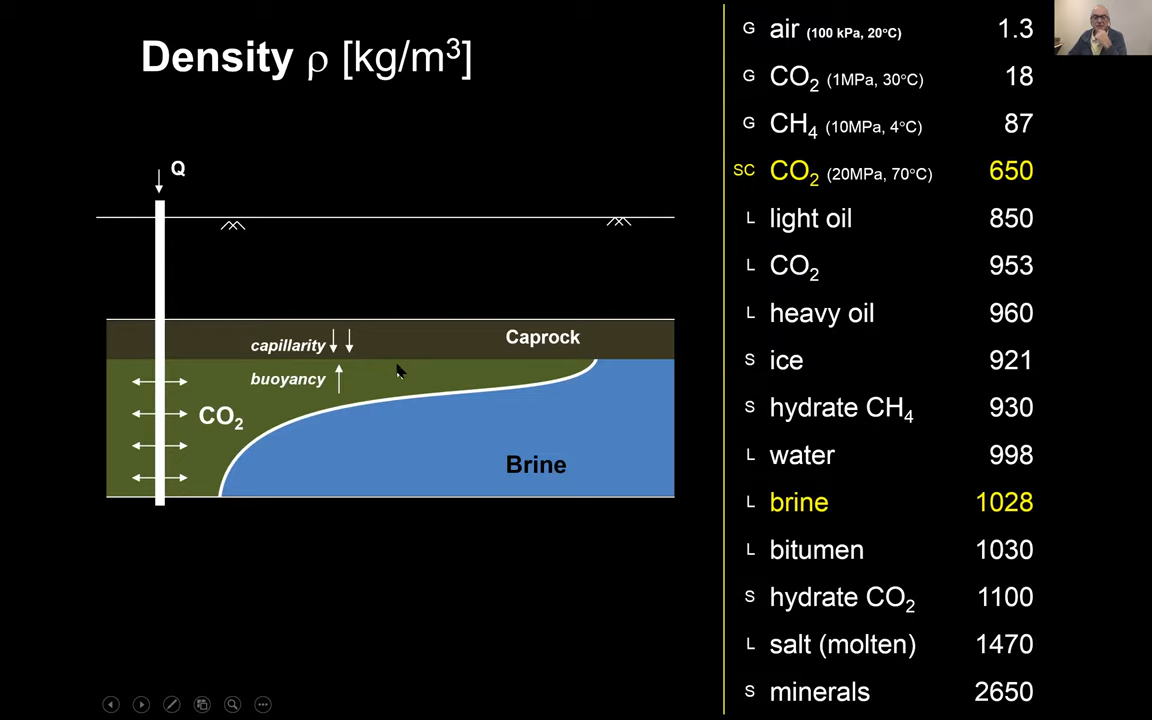 Density ρ [kg/m³]
Q
capillarity
Caprock
buoyancy
CO₂
Brine
G air (100 kPa, 20°C) 1.3
G CO₂ (1MPa, 30°C) 18
G CH₄ (10MPa, 4°C) 87
SC CO₂ (20MPa, 70°C) 650
L light oil 850
L CO₂ 953
L heavy oil 960
S ice 921
S hydrate CH₄ 930
L water 998
L brine 1028
L bitumen 1030
S hydrate CO₂ 1100
L salt (molten) 1470
S minerals 2650